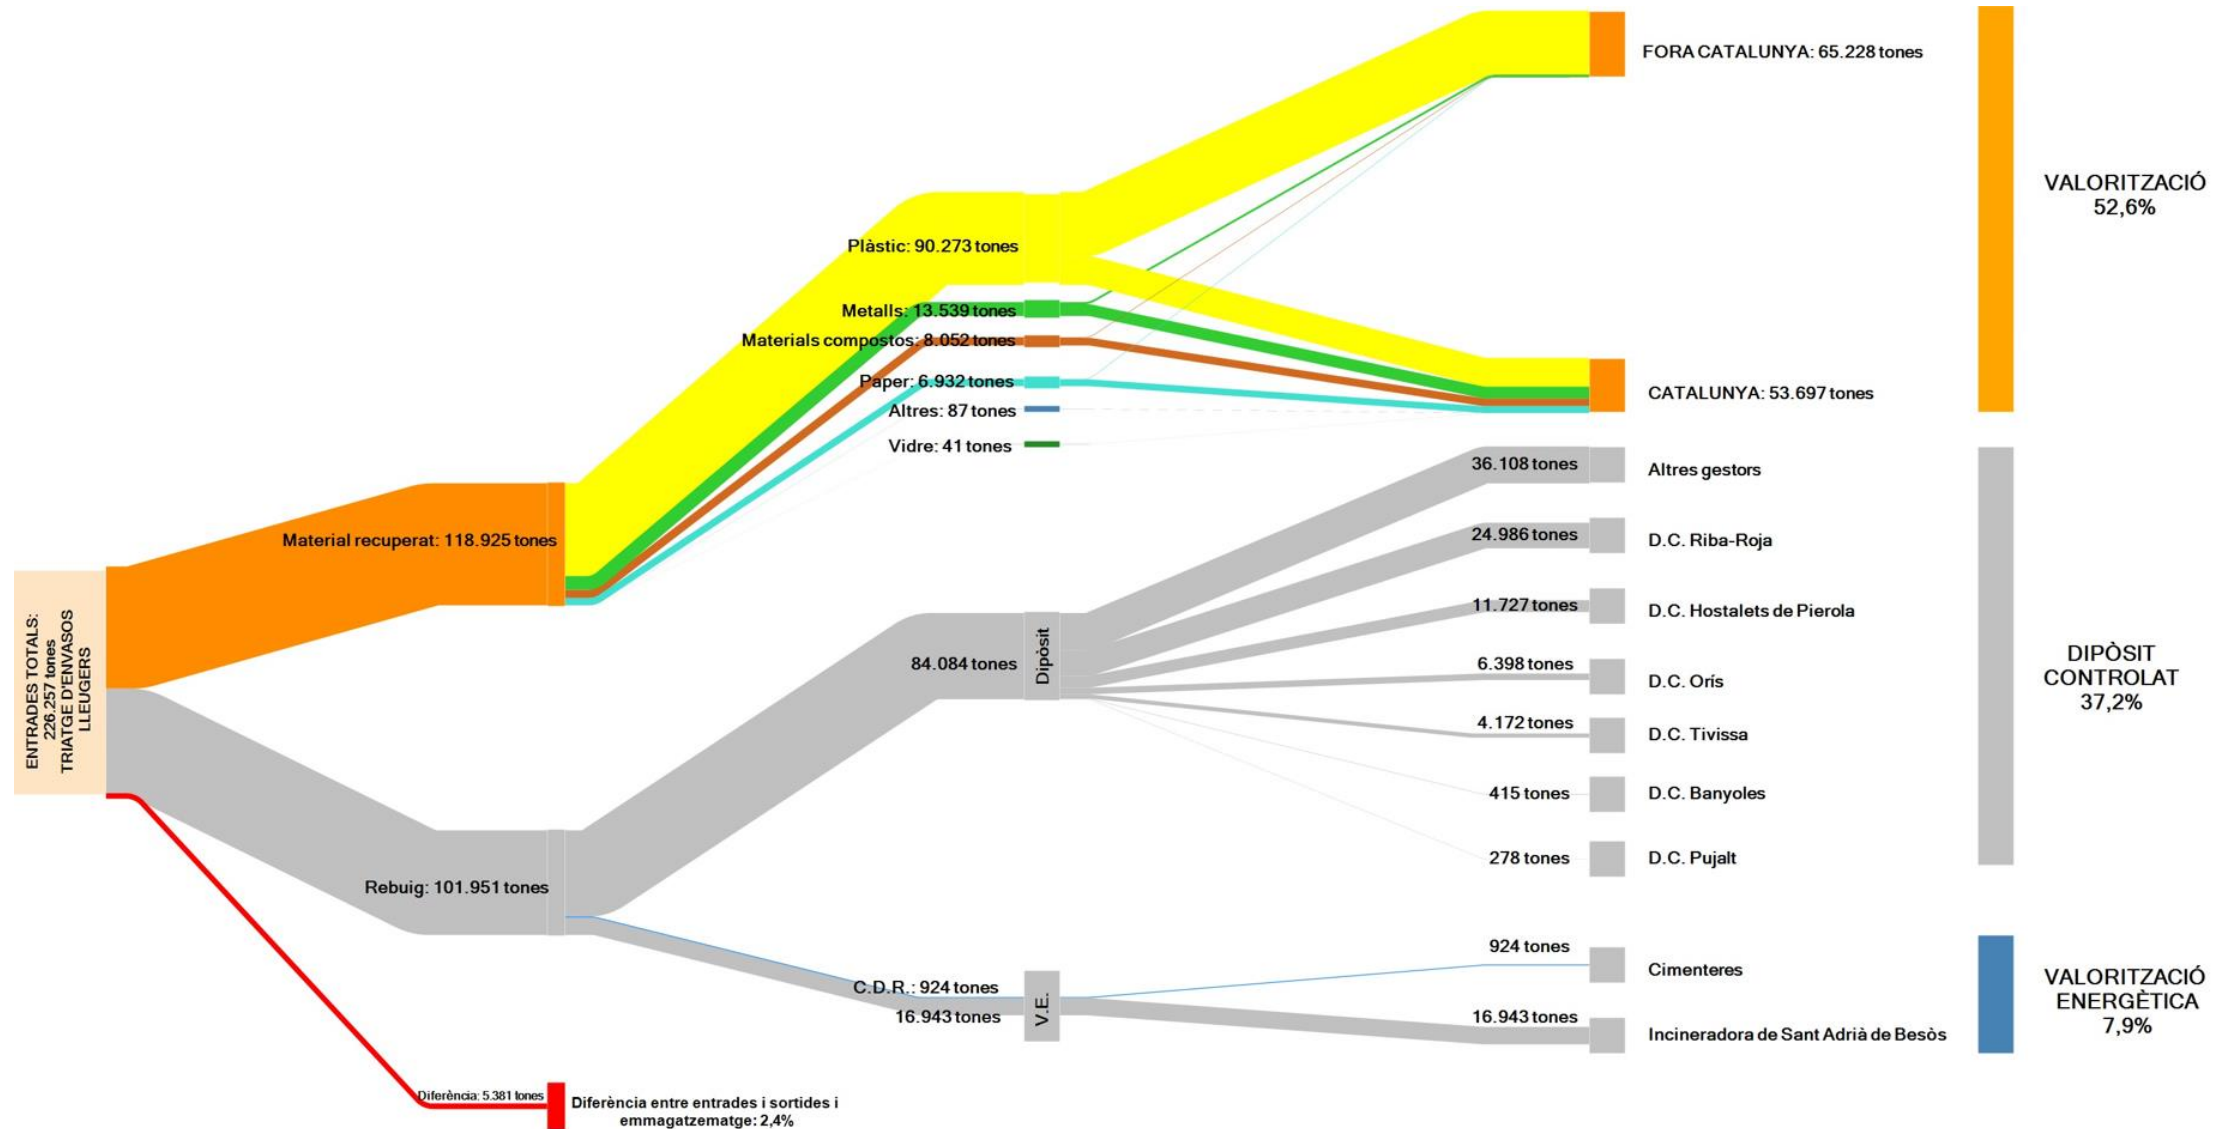 ENTRADES TOTALS:
226.257 tones
TRIATGE D'ENVASOS
LLEUGERS
Material recuperat: 118.925 tones
Rebuig: 101.951 tones
Diferència: 5.381 tones
Diferència entre entrades i sortides i
emmagatzematge: 2,4%
Plàstic: 90.273 tones
Metalls: 13.539 tones
Materials compostos: 8.052 tones
Paper: 6.932 tones
Altres: 87 tones
Vidre: 41 tones
84.084 tones
Dipòsit
C.D.R.: 924 tones
16.943 tones
V.E.
FORA CATALUNYA: 65.228 tones
CATALUNYA: 53.697 tones
36.108 tones
Altres gestors
24.986 tones
D.C. Riba-Roja
11.727 tones
D.C. Hostalets de Pierola
6.398 tones
D.C. Orís
4.172 tones
D.C. Tivissa
415 tones
D.C. Banyoles
278 tones
D.C. Pujalt
924 tones
Cimenteres
16.943 tones
Incineradora de Sant Adrià de Besòs
VALORITZACIÓ
52,6%
DIPÒSIT
CONTROLAT
37,2%
VALORITZACIÓ
ENERGÈTICA
7,9%